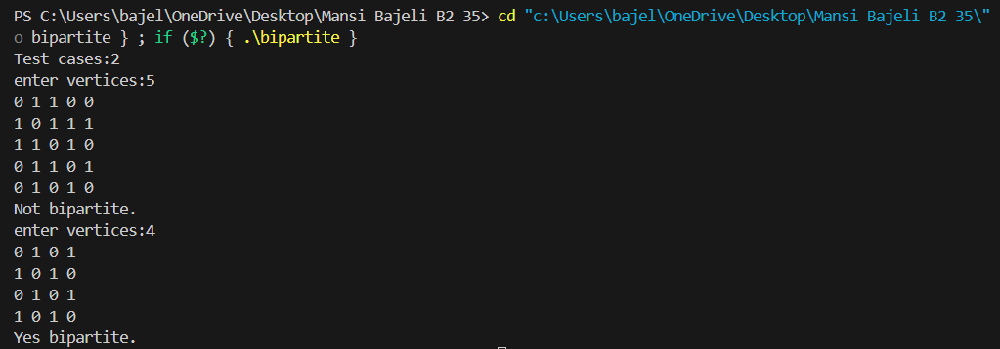 PS C:\Users\bajel\OneDrive\Desktop\Mansi Bajeli B2 35> cd "c:\Users\bajel\OneDrive\Desktop\Mansi Bajeli B2 35\"
o bipartite } ; if ($?) { .\bipartite }
Test cases:2
enter vertices:5
0 1 1 0 0
1 0 1 1 1
1 1 0 1 0
0 1 1 0 1
0 1 0 1 0
Not bipartite.
enter vertices:4
0 1 0 1
1 0 1 0
0 1 0 1
1 0 1 0
Yes bipartite.